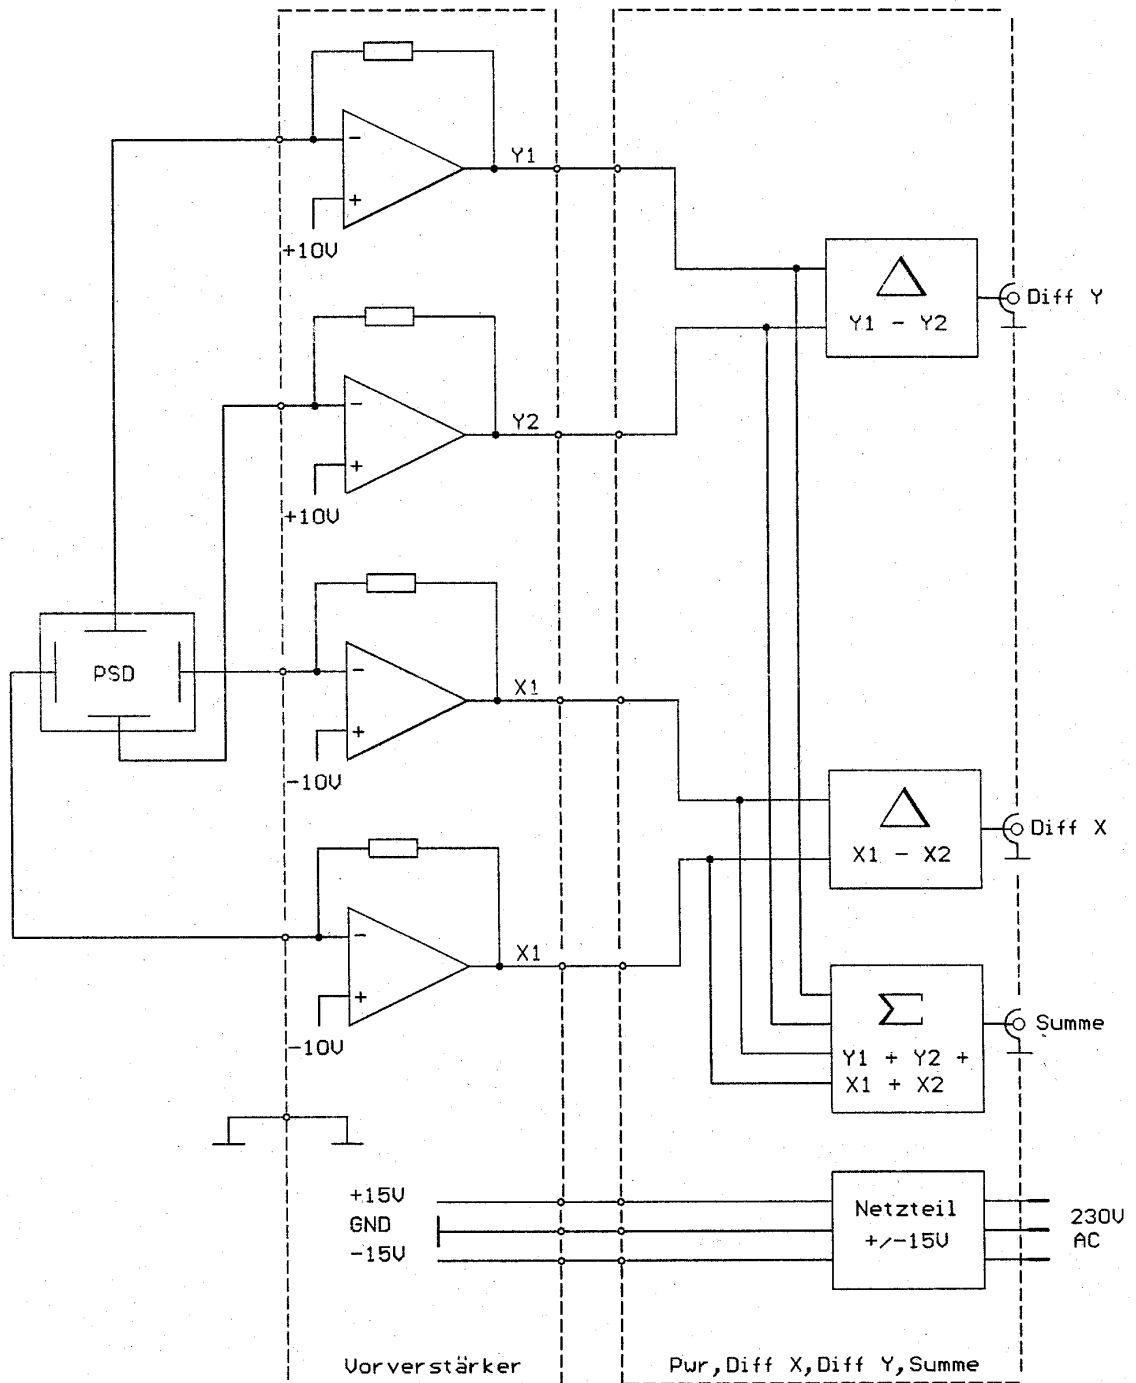 Y1
-
+
+10V
Diff Y
Y1 - Y2
-
Y2
+
+10V
-
PSD
X1
+
-10V
Diff X
X1 - X2
-
X1
+
-10V
Σ
Summe
Y1 + Y2 +
X1 + X2
+15V
GND
-15V
Netzteil
+/-15V
230V
AC
Vorverstärker
Pwr,Diff X,Diff Y,Summe